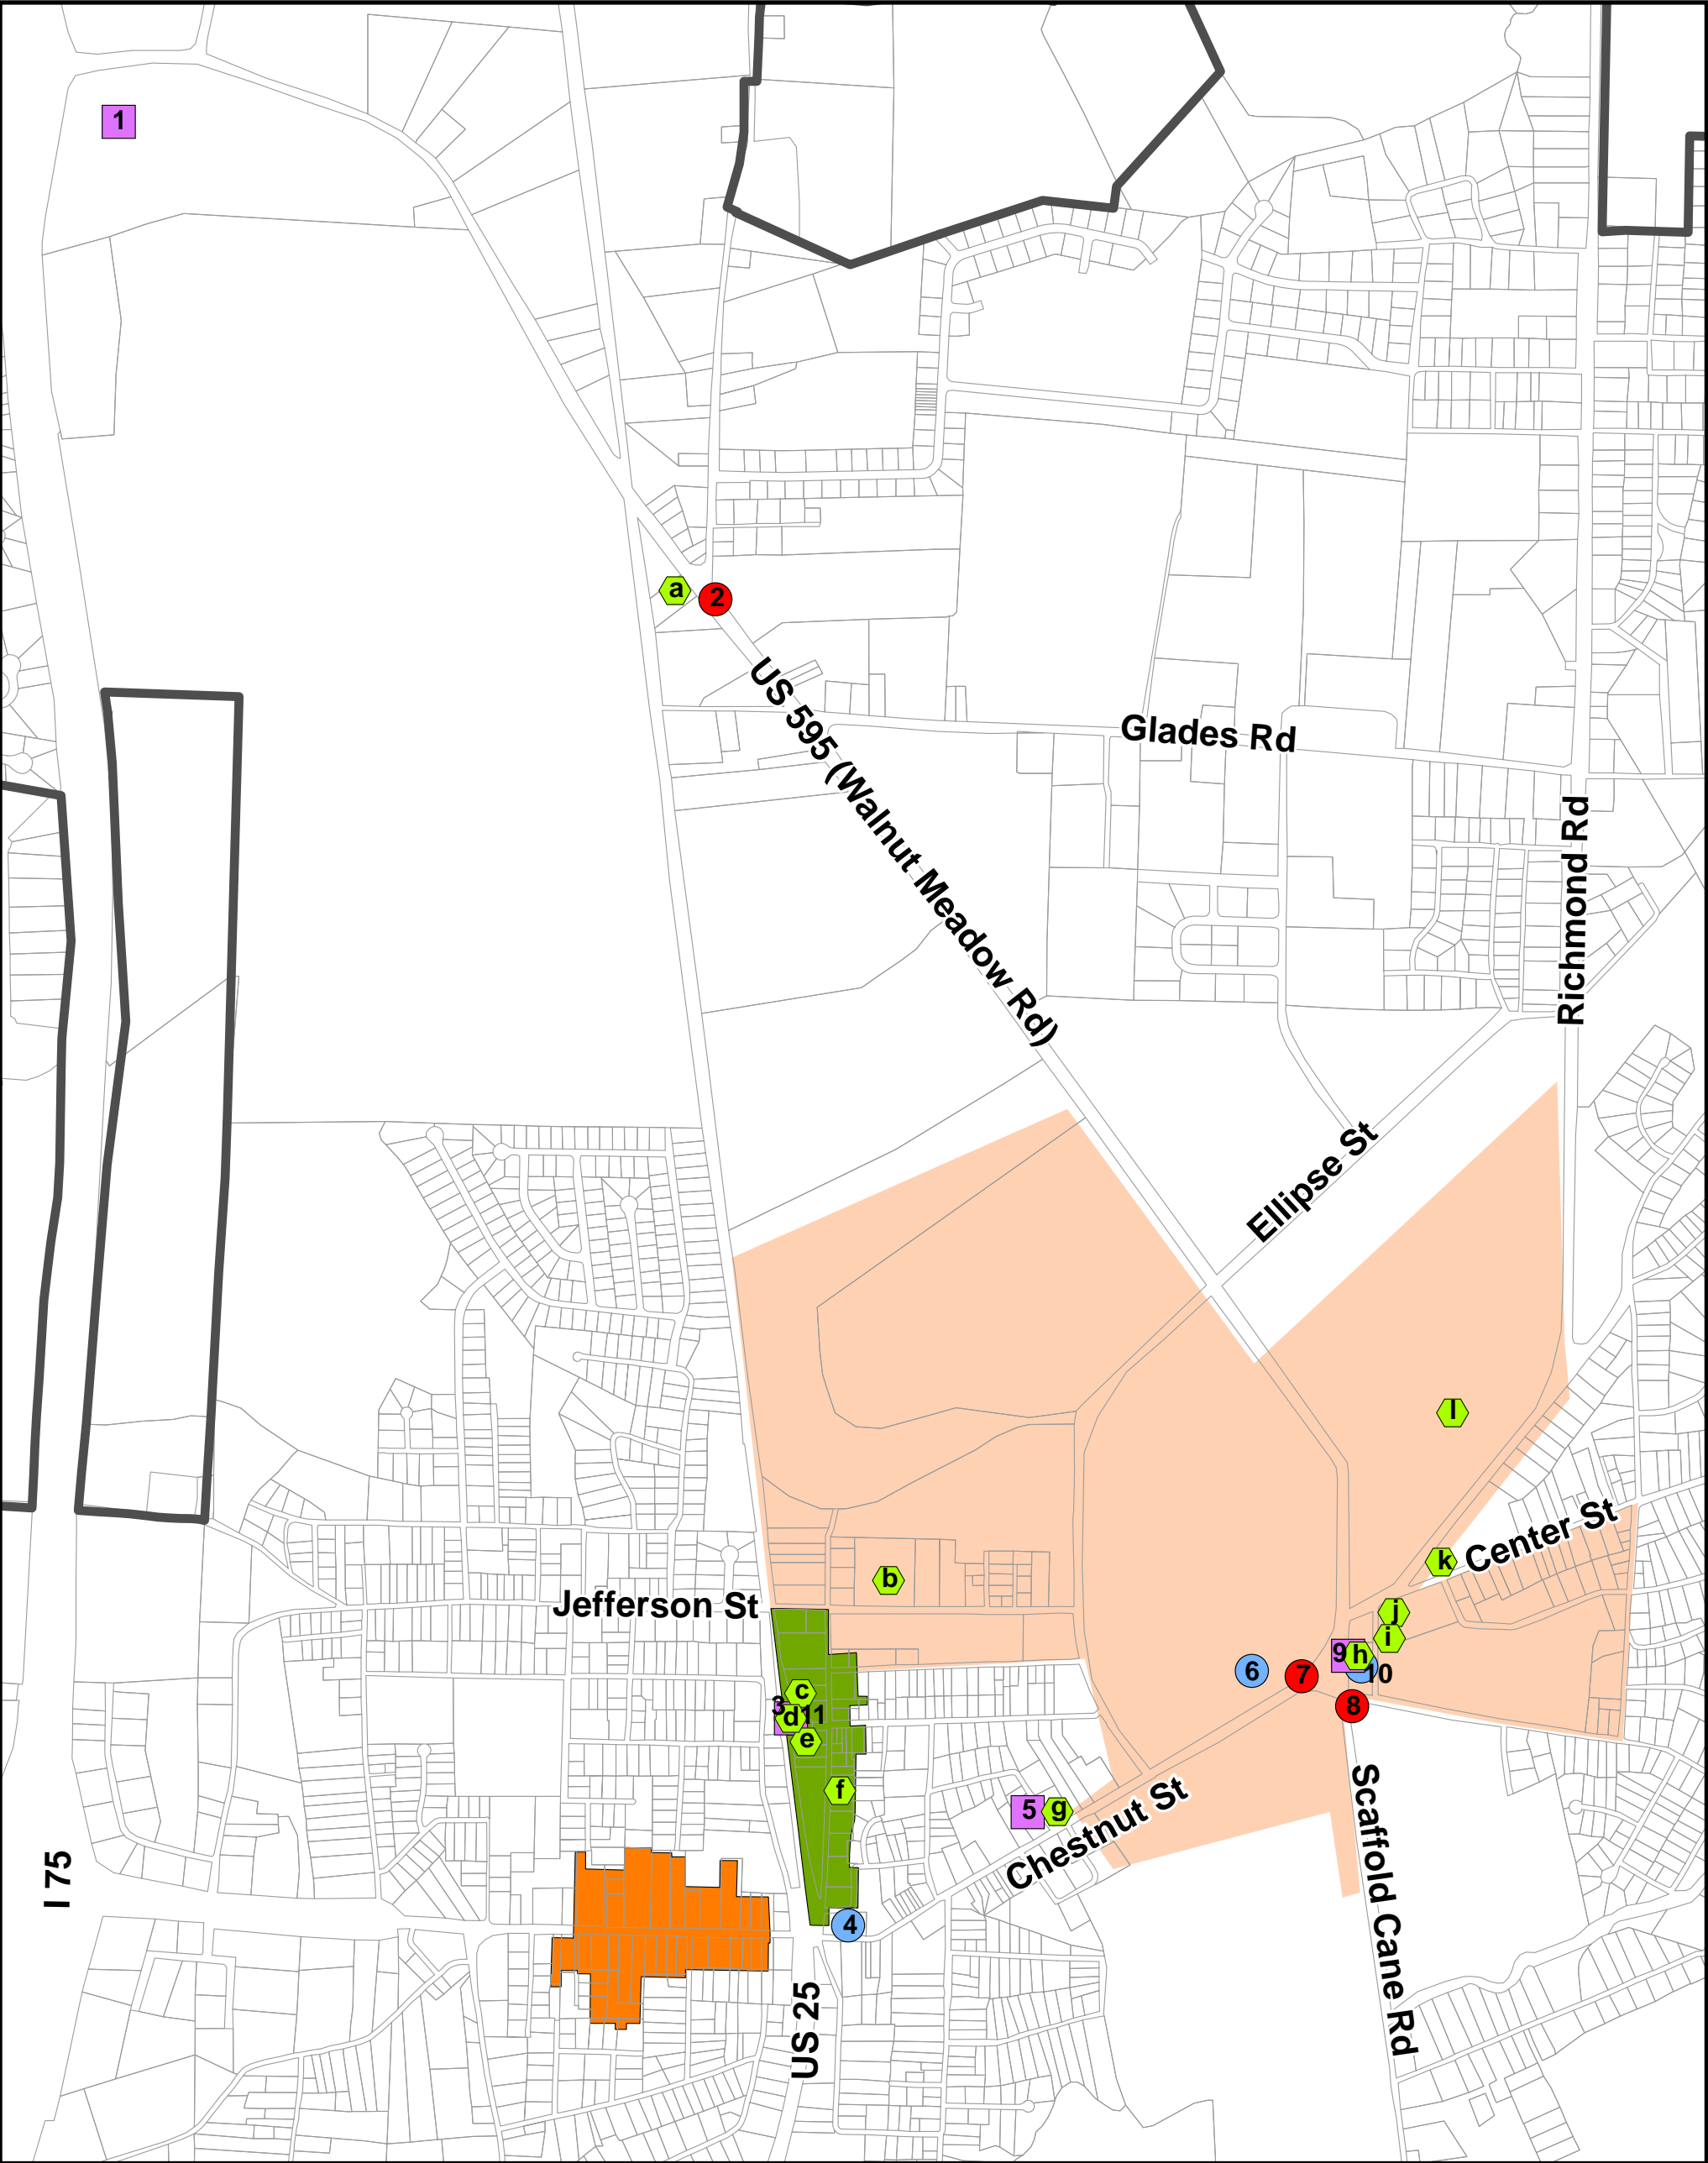 1
a
2
US 595 (Walnut Meadow Rd)
Glades Rd
Richmond Rd
Ellipse St
l
Center St
k
b
Jefferson St
j
i
9
h
10
6
7
8
c
3
d
11
e
f
5
g
Chestnut St
Scaffold Cane Rd
I 75
4
US 25